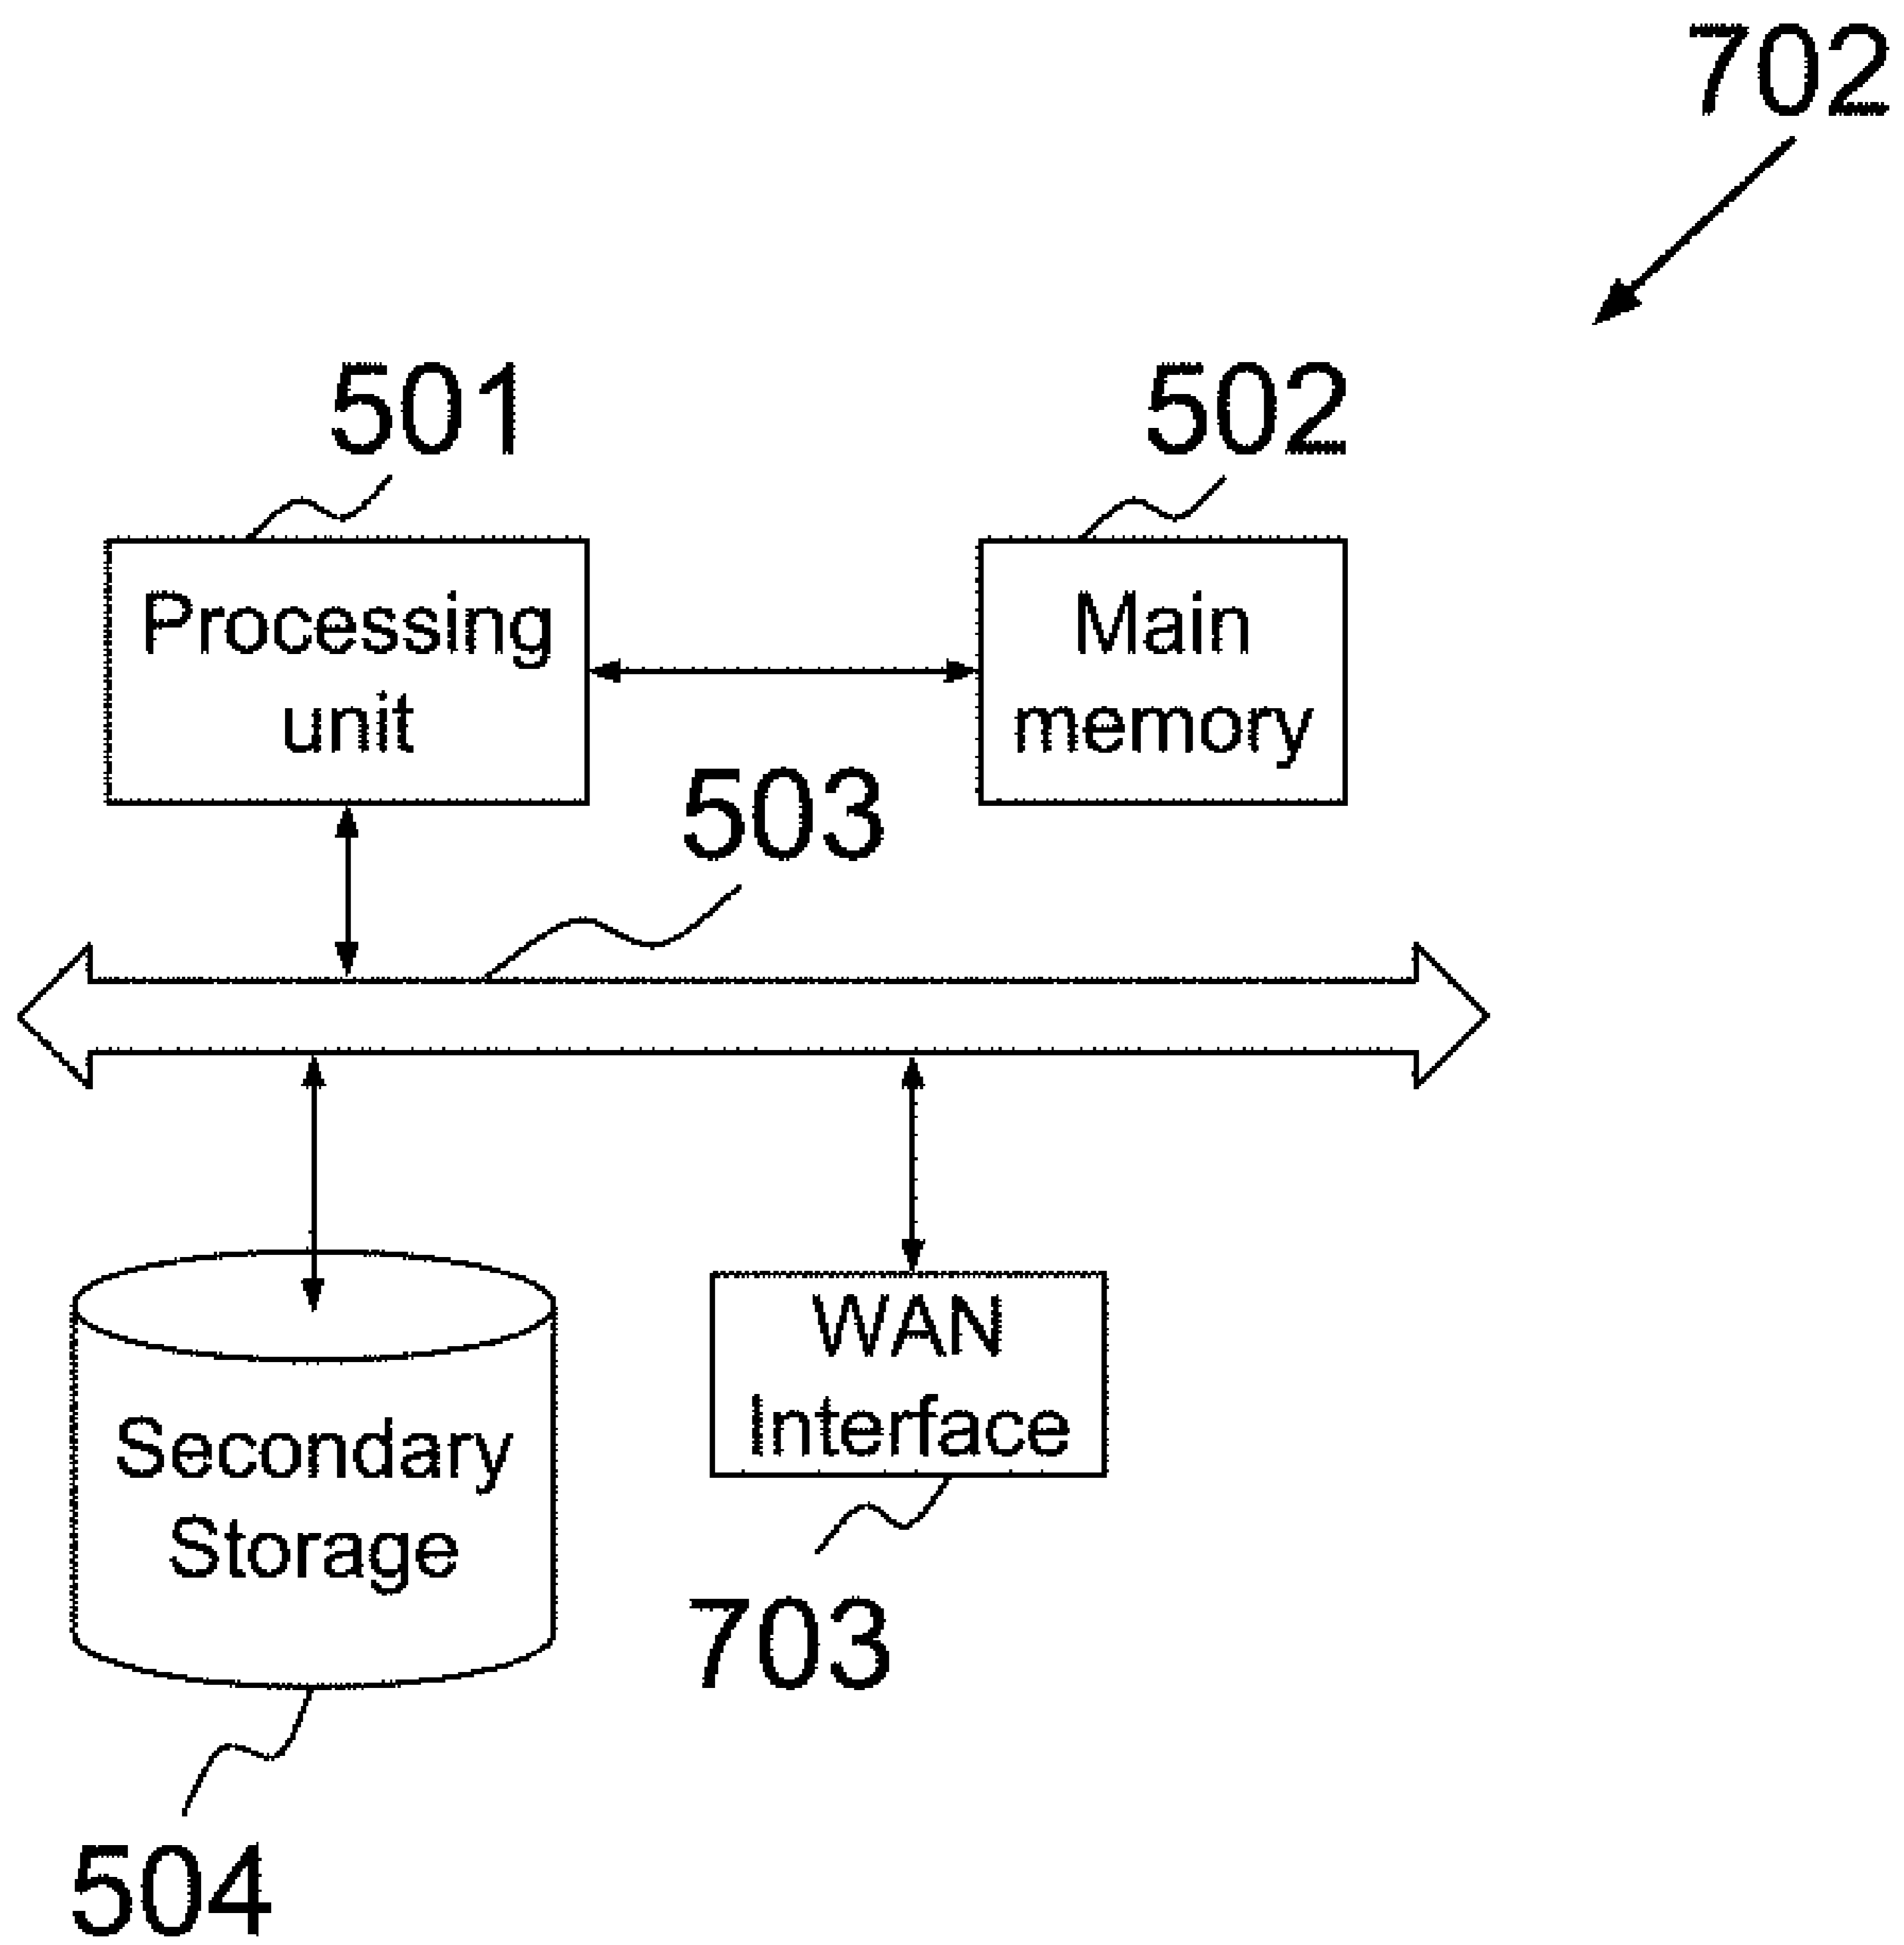 702
501
502
Processing
unit
Main
memory
503
WAN
Interface
Secondary
Storage
703
504